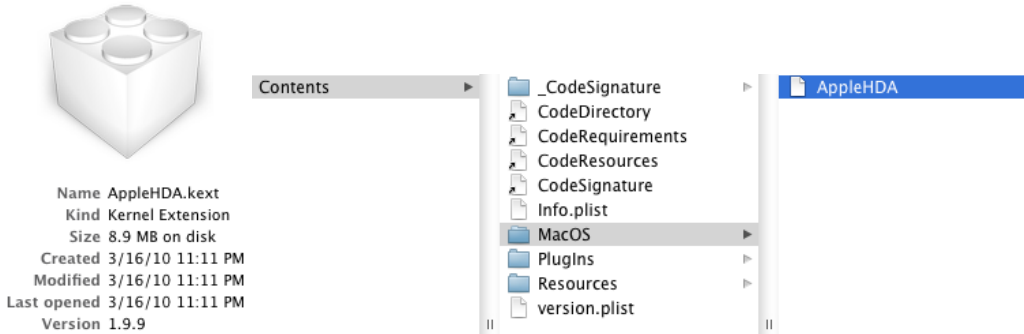 Name AppleHDA.kext
Kind Kernel Extension
Size 8.9 MB on disk
Created 3/16/10 11:11 PM
Modified 3/16/10 11:11 PM
Last opened 3/16/10 11:11 PM
Version 1.9.9
Contents
_CodeSignature
CodeDirectory
CodeRequirements
CodeResources
CodeSignature
Info.plist
MacOS
PlugIns
Resources
version.plist
AppleHDA